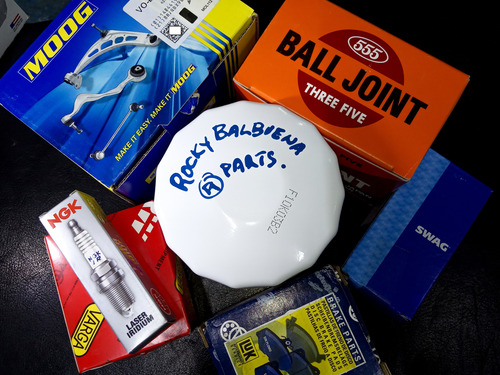 MOOG
MAKE IT EASY. MAKE IT MOOG
555
BALL JOINT
THREE FIVE
ROCKY BALBUENA
R PARTS.
F10K03B2
SWAG
NGK
LASER
IRIDIUM
VARGA
LUK
BRAKE PARTS